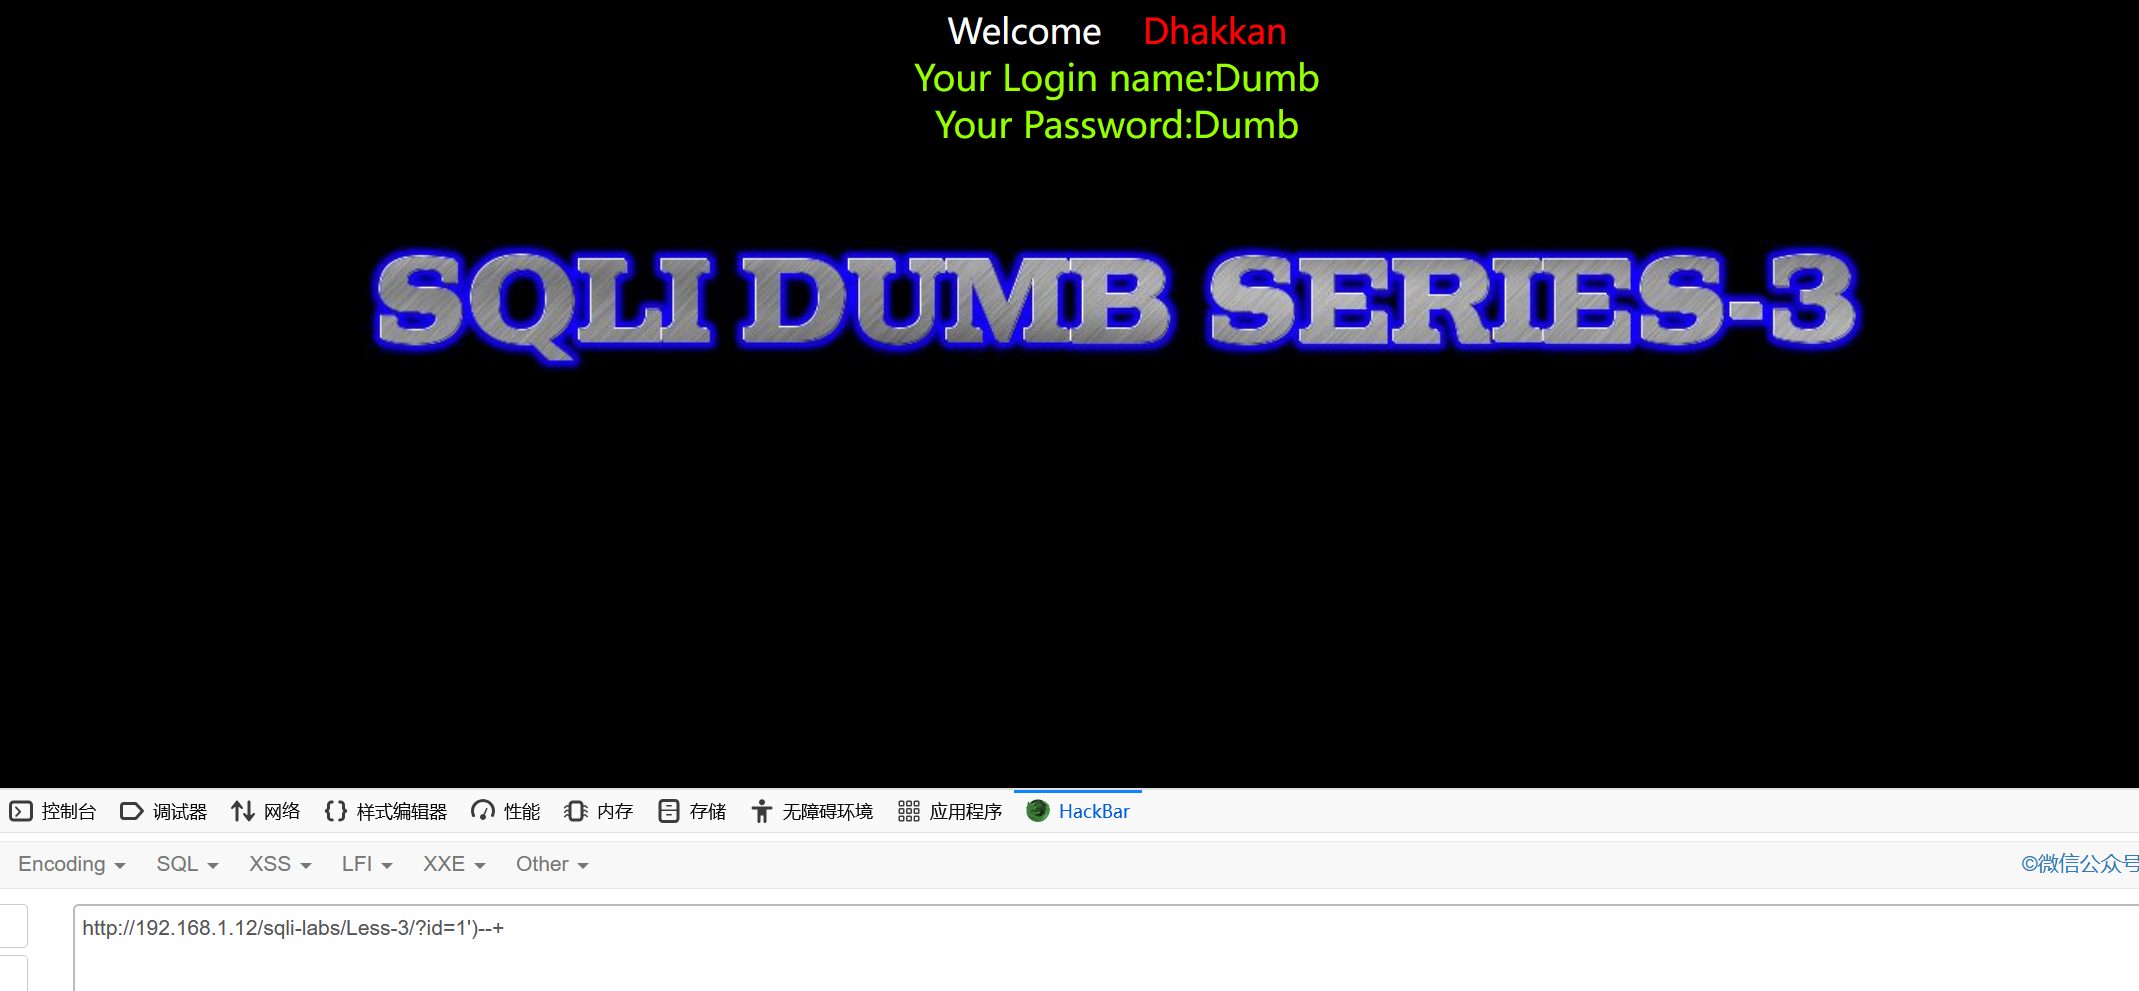 Welcome Dhakkan
Your Login name:Dumb
Your Password:Dumb
SQLI DUMB SERIES-3
控制台 调试器 网络 样式编辑器 性能 内存 存储 无障碍环境 应用程序 HackBar
Encoding SQL XSS LFI XXE Other ©微信公众号
http://192.168.1.12/sqli-labs/Less-3/?id=1')--+